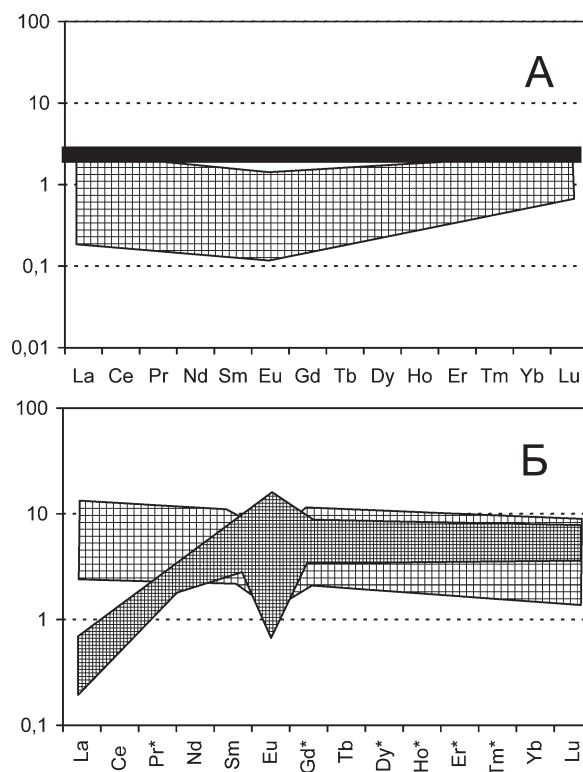 100
А
10
1
0,1
0,01
La Ce Pr Nd Sm Eu Gd Tb Dy Ho Er Tm Yb Lu
100
Б
10
1
0,1
La Ce Pr* Nd Sm Eu Gd* Tb Dy* Ho* Er* Tm* Yb Lu